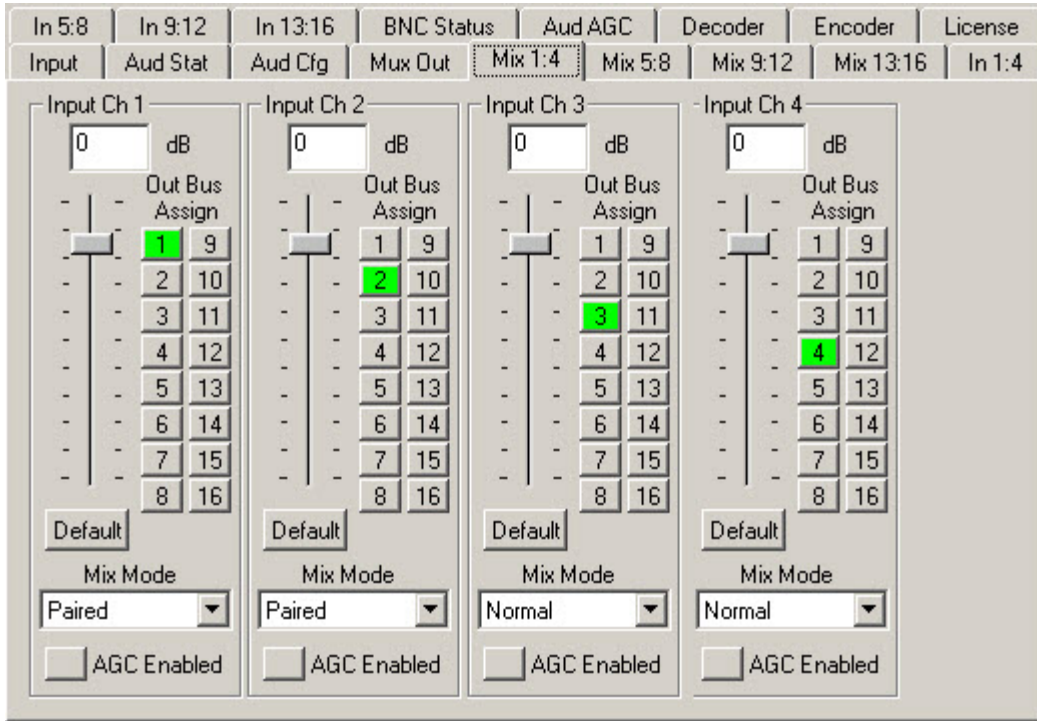 In 5:8 In 9:12 In 13:16 BNC Status Aud AGC Decoder Encoder License
Input Aud Stat Aud Cfg Mux Out Mix 1:4 Mix 5:8 Mix 9:12 Mix 13:16 In 1:4
Input Ch 1
0 dB
Out Bus
Assign
1 9
2 10
3 11
4 12
5 13
6 14
7 15
8 16
Default
Mix Mode
Paired
AGC Enabled
Input Ch 2
0 dB
Out Bus
Assign
1 9
2 10
3 11
4 12
5 13
6 14
7 15
8 16
Default
Mix Mode
Paired
AGC Enabled
Input Ch 3
0 dB
Out Bus
Assign
1 9
2 10
3 11
4 12
5 13
6 14
7 15
8 16
Default
Mix Mode
Normal
AGC Enabled
Input Ch 4
0 dB
Out Bus
Assign
1 9
2 10
3 11
4 12
5 13
6 14
7 15
8 16
Default
Mix Mode
Normal
AGC Enabled